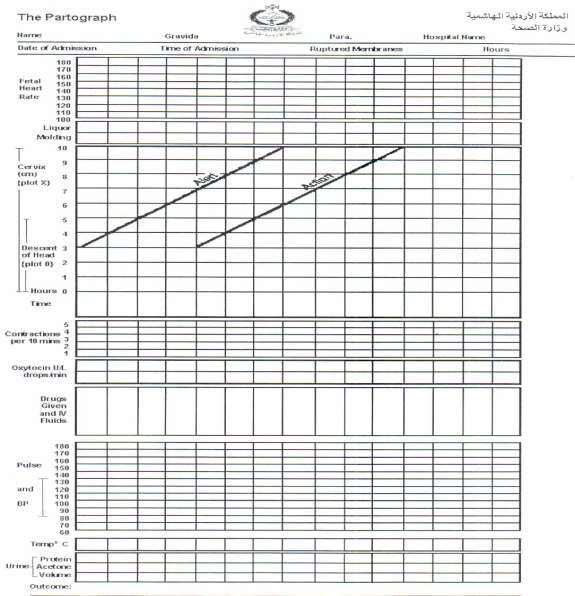 The Partograph
المملكة الأردنية الهاشمية
وزارة الصحة
Name Gravida Para. Hospital Name
Date of Admission Time of Admission Ruptured Membranes Hours
Fetal Heart Rate
180
170
160
150
140
130
120
110
100
Liquor
Molding
Cervix (cm) (plot X)
10
9
8
7
6
5
4
Alert
Action
Descent of Head (plot 0)
3
2
1
Hours 0
Time
Contractions per 10 mins
5
4
3
2
1
Oxytocin U/L
drops/min
Drugs
Given
and IV
Fluids
Pulse
and
BP
180
170
160
150
140
130
120
110
100
90
80
70
60
Temp° C
Urine
Protein
Acetone
Volume
Outcome: